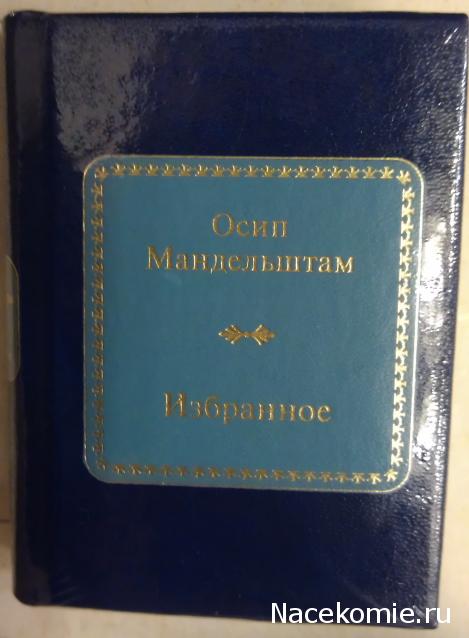 Осип
Мандельштам
Избранное
Nacekomie.ru